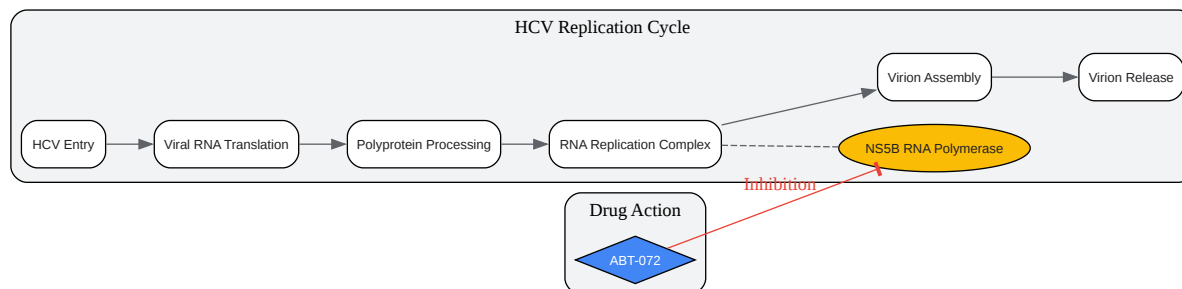 HCV Replication Cycle
Virion Assembly
Virion Release
HCV Entry
Viral RNA Translation
Polyprotein Processing
RNA Replication Complex
NS5B RNA Polymerase
Inhibition
Drug Action
ABT-072